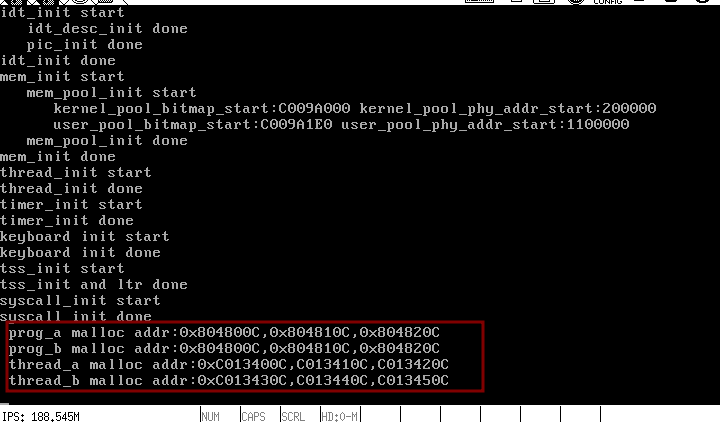 CONFIG
idt_init start
idt_desc_init done
pic_init done
idt_init done
mem_init start
mem_pool_init start
kernel_pool_bitmap_start:C009A000 kernel_pool_phy_addr_start:200000
user_pool_bitmap_start:C009A1E0 user_pool_phy_addr_start:1100000
mem_pool_init done
mem_init done
thread_init start
thread_init done
timer_init start
timer_init done
keyboard init start
keyboard init done
tss_init start
tss_init and ltr done
syscall_init start
syscall_init done
prog_a malloc addr:0x804800C,0x804810C,0x804820C
prog_b malloc addr:0x804800C,0x804810C,0x804820C
thread_a malloc addr:0xC013400C,C013410C,C013420C
thread_b malloc addr:0xC013430C,C013440C,C013450C
IPS: 188.545M NUM CAPS SCRL HD:0-M